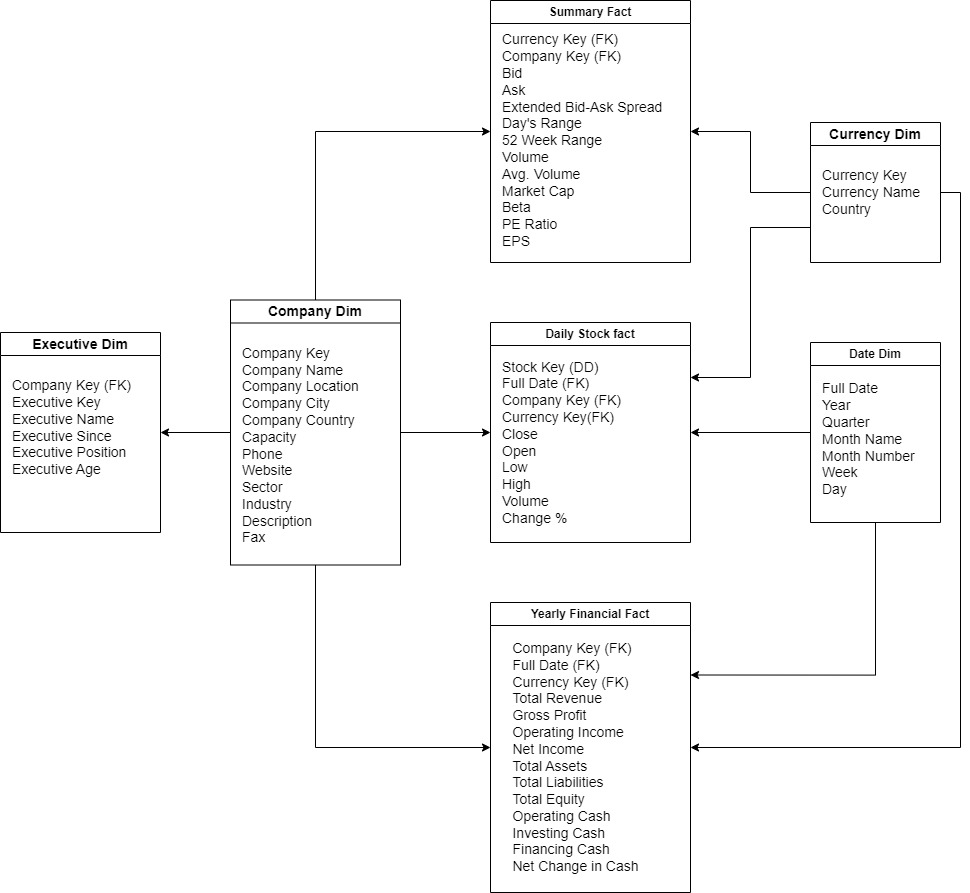 Summary Fact
Currency Key (FK)
Company Key (FK)
Bid
Ask
Extended Bid-Ask Spread
Day's Range
52 Week Range
Volume
Avg. Volume
Market Cap
Beta
PE Ratio
EPS
Currency Dim
Currency Key
Currency Name
Country
Company Dim
Company Key
Company Name
Company Location
Company City
Company Country
Capacity
Phone
Website
Sector
Industry
Description
Fax
Executive Dim
Company Key (FK)
Executive Key
Executive Name
Executive Since
Executive Position
Executive Age
Daily Stock fact
Stock Key (DD)
Full Date (FK)
Company Key (FK)
Currency Key(FK)
Close
Open
Low
High
Volume
Change %
Date Dim
Full Date
Year
Quarter
Month Name
Month Number
Week
Day
Yearly Financial Fact
Company Key (FK)
Full Date (FK)
Currency Key (FK)
Total Revenue
Gross Profit
Operating Income
Net Income
Total Assets
Total Liabilities
Total Equity
Operating Cash
Investing Cash
Financing Cash
Net Change in Cash